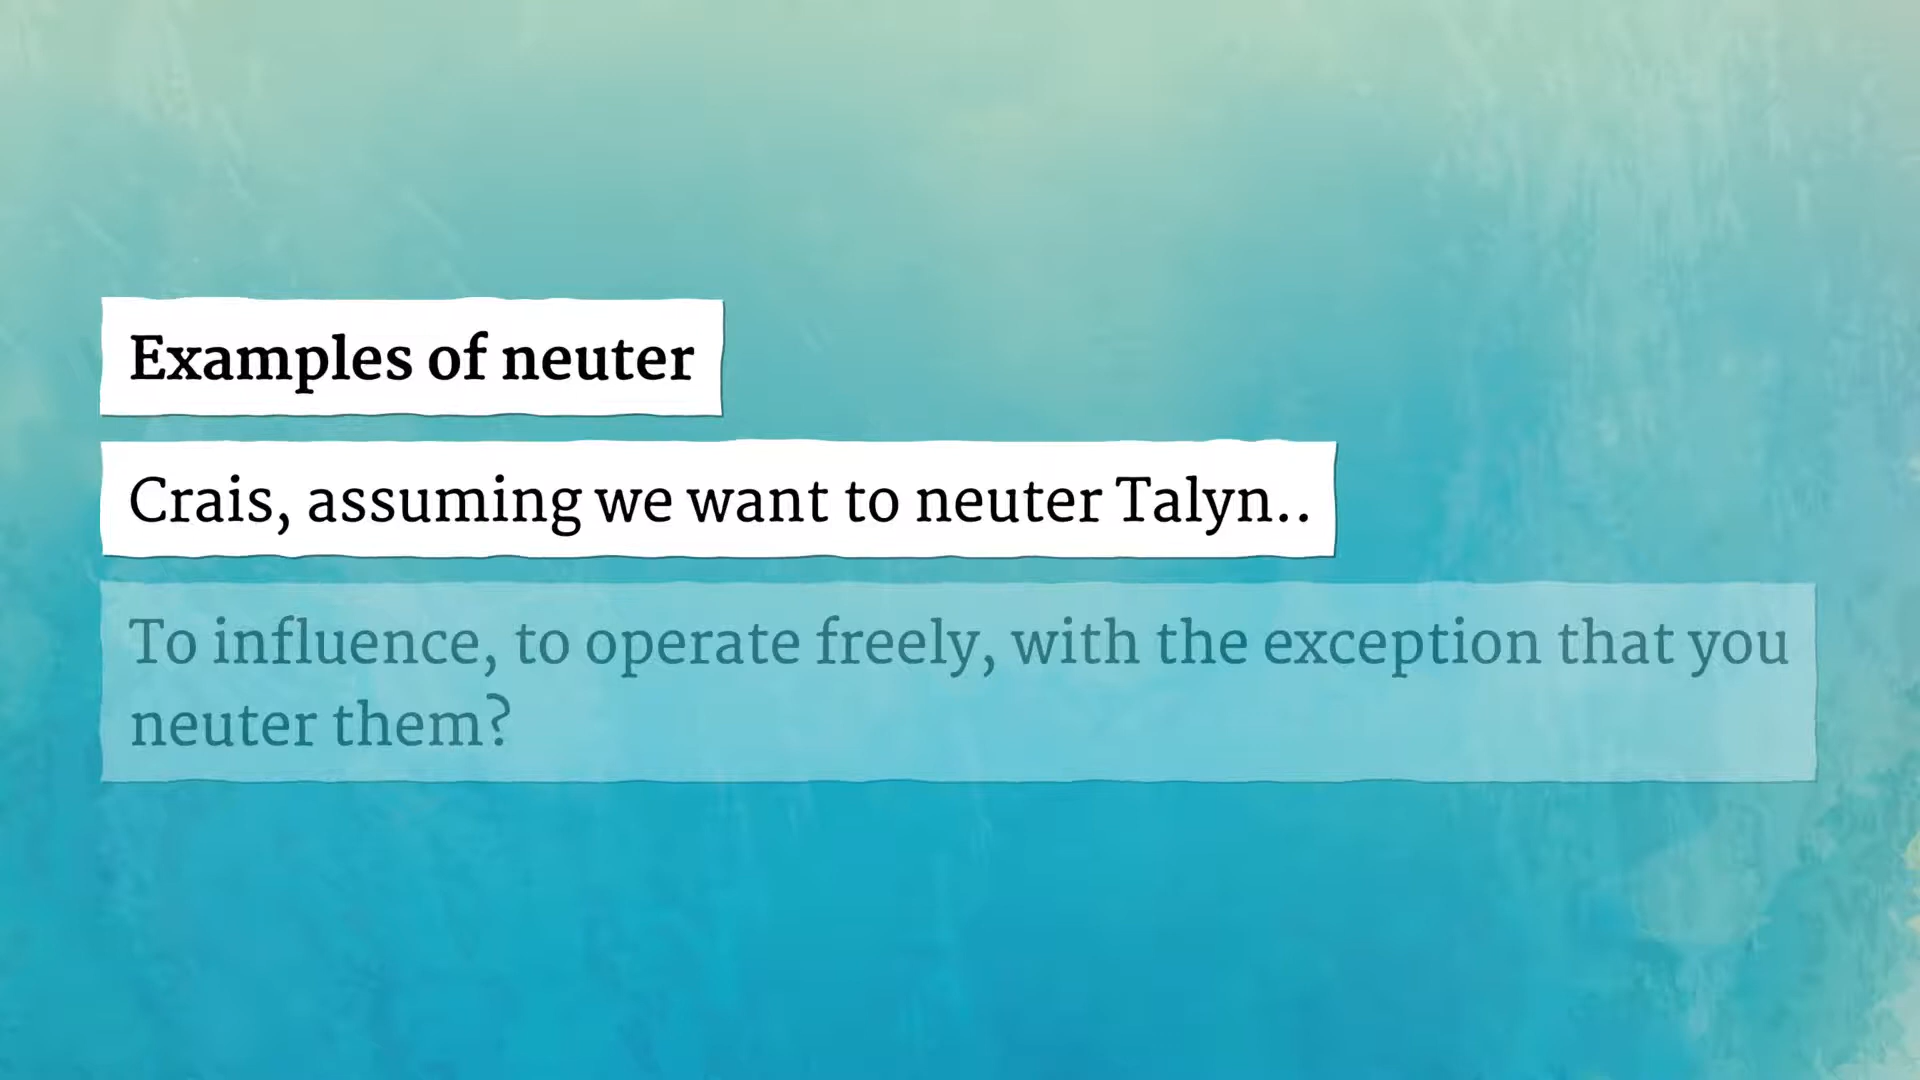 Examples of neuter
Crais, assuming we want to neuter Talyn..
To influence, to operate freely, with the exception that you
neuter them?